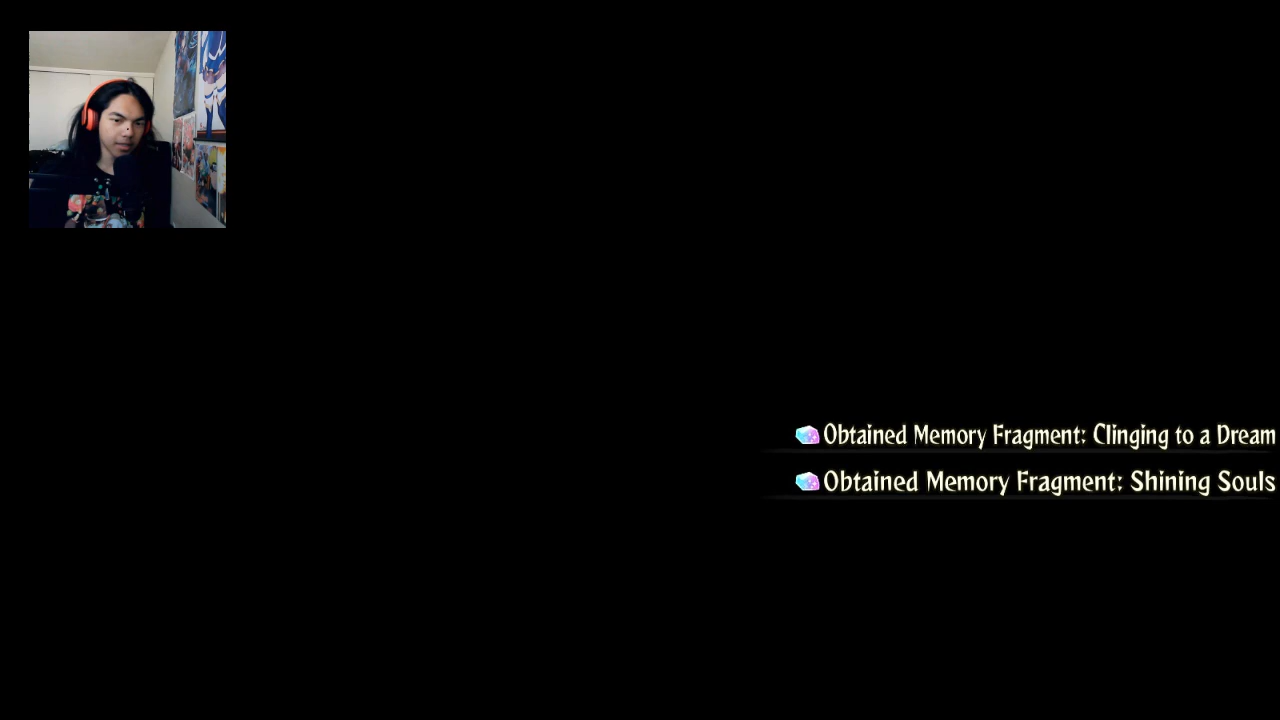 Obtained Memory Fragment: Clinging to a Dream
Obtained Memory Fragment: Shining Souls